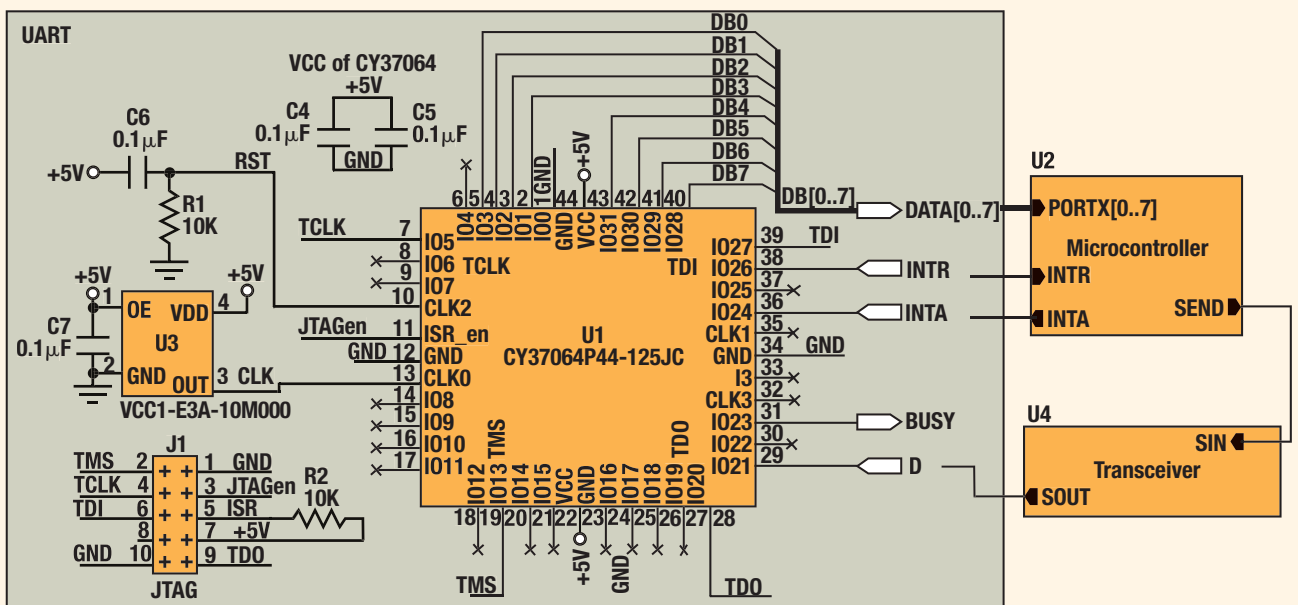 UART
VCC of CY37064
+5V
C4
0.1µF
C5
0.1µF
GND
C6
0.1µF
+5V
RST
R1
10K
DB0
DB1
DB2
DB3
DB4
DB5
DB6
DB7
DB[0..7]
DATA[0..7]
6 5 4 3 2 1 GND 44 +5V 43 42 41 40
IO4 IO3 IO2 IO1 IO0 GND VCC IO31 IO30 IO29 IO28
TCLK
TDI
TCLK 7 IO5
8 IO6
9 IO7
10 CLK2
JTAGen 11 ISR_en
GND 12 GND
13 CLK0
14 IO8
15 IO9
16 IO10
17 IO11
U1
CY37064P44-125JC
IO27 39 TDI
IO26 38 INTR
IO25 37
IO24 36 INTA
CLK1 35
GND 34 GND
I3 33
CLK3 32
IO23 31 BUSY
IO22 30
IO21 29 D
TMS
TDO
IO12 IO13 IO14 IO15 VCC GND IO16 IO17 IO18 IO19 IO20
18 19 20 21 22 23 24 25 26 27 28
TMS
+5V
GND
TDO
+5V
+5V
1 OE
VDD 4
C7
0.1µF
U3
2 GND
OUT 3 CLK
VCC1-E3A-10M000
J1
TMS 2 1 GND
TCLK 4 3 JTAGen
TDI 6 5 ISR
8 7 +5V
GND 10 9 TDO
JTAG
R2
10K
U2
PORTX[0..7]
Microcontroller
INTR
SEND
INTA
U4
SIN
Transceiver
SOUT